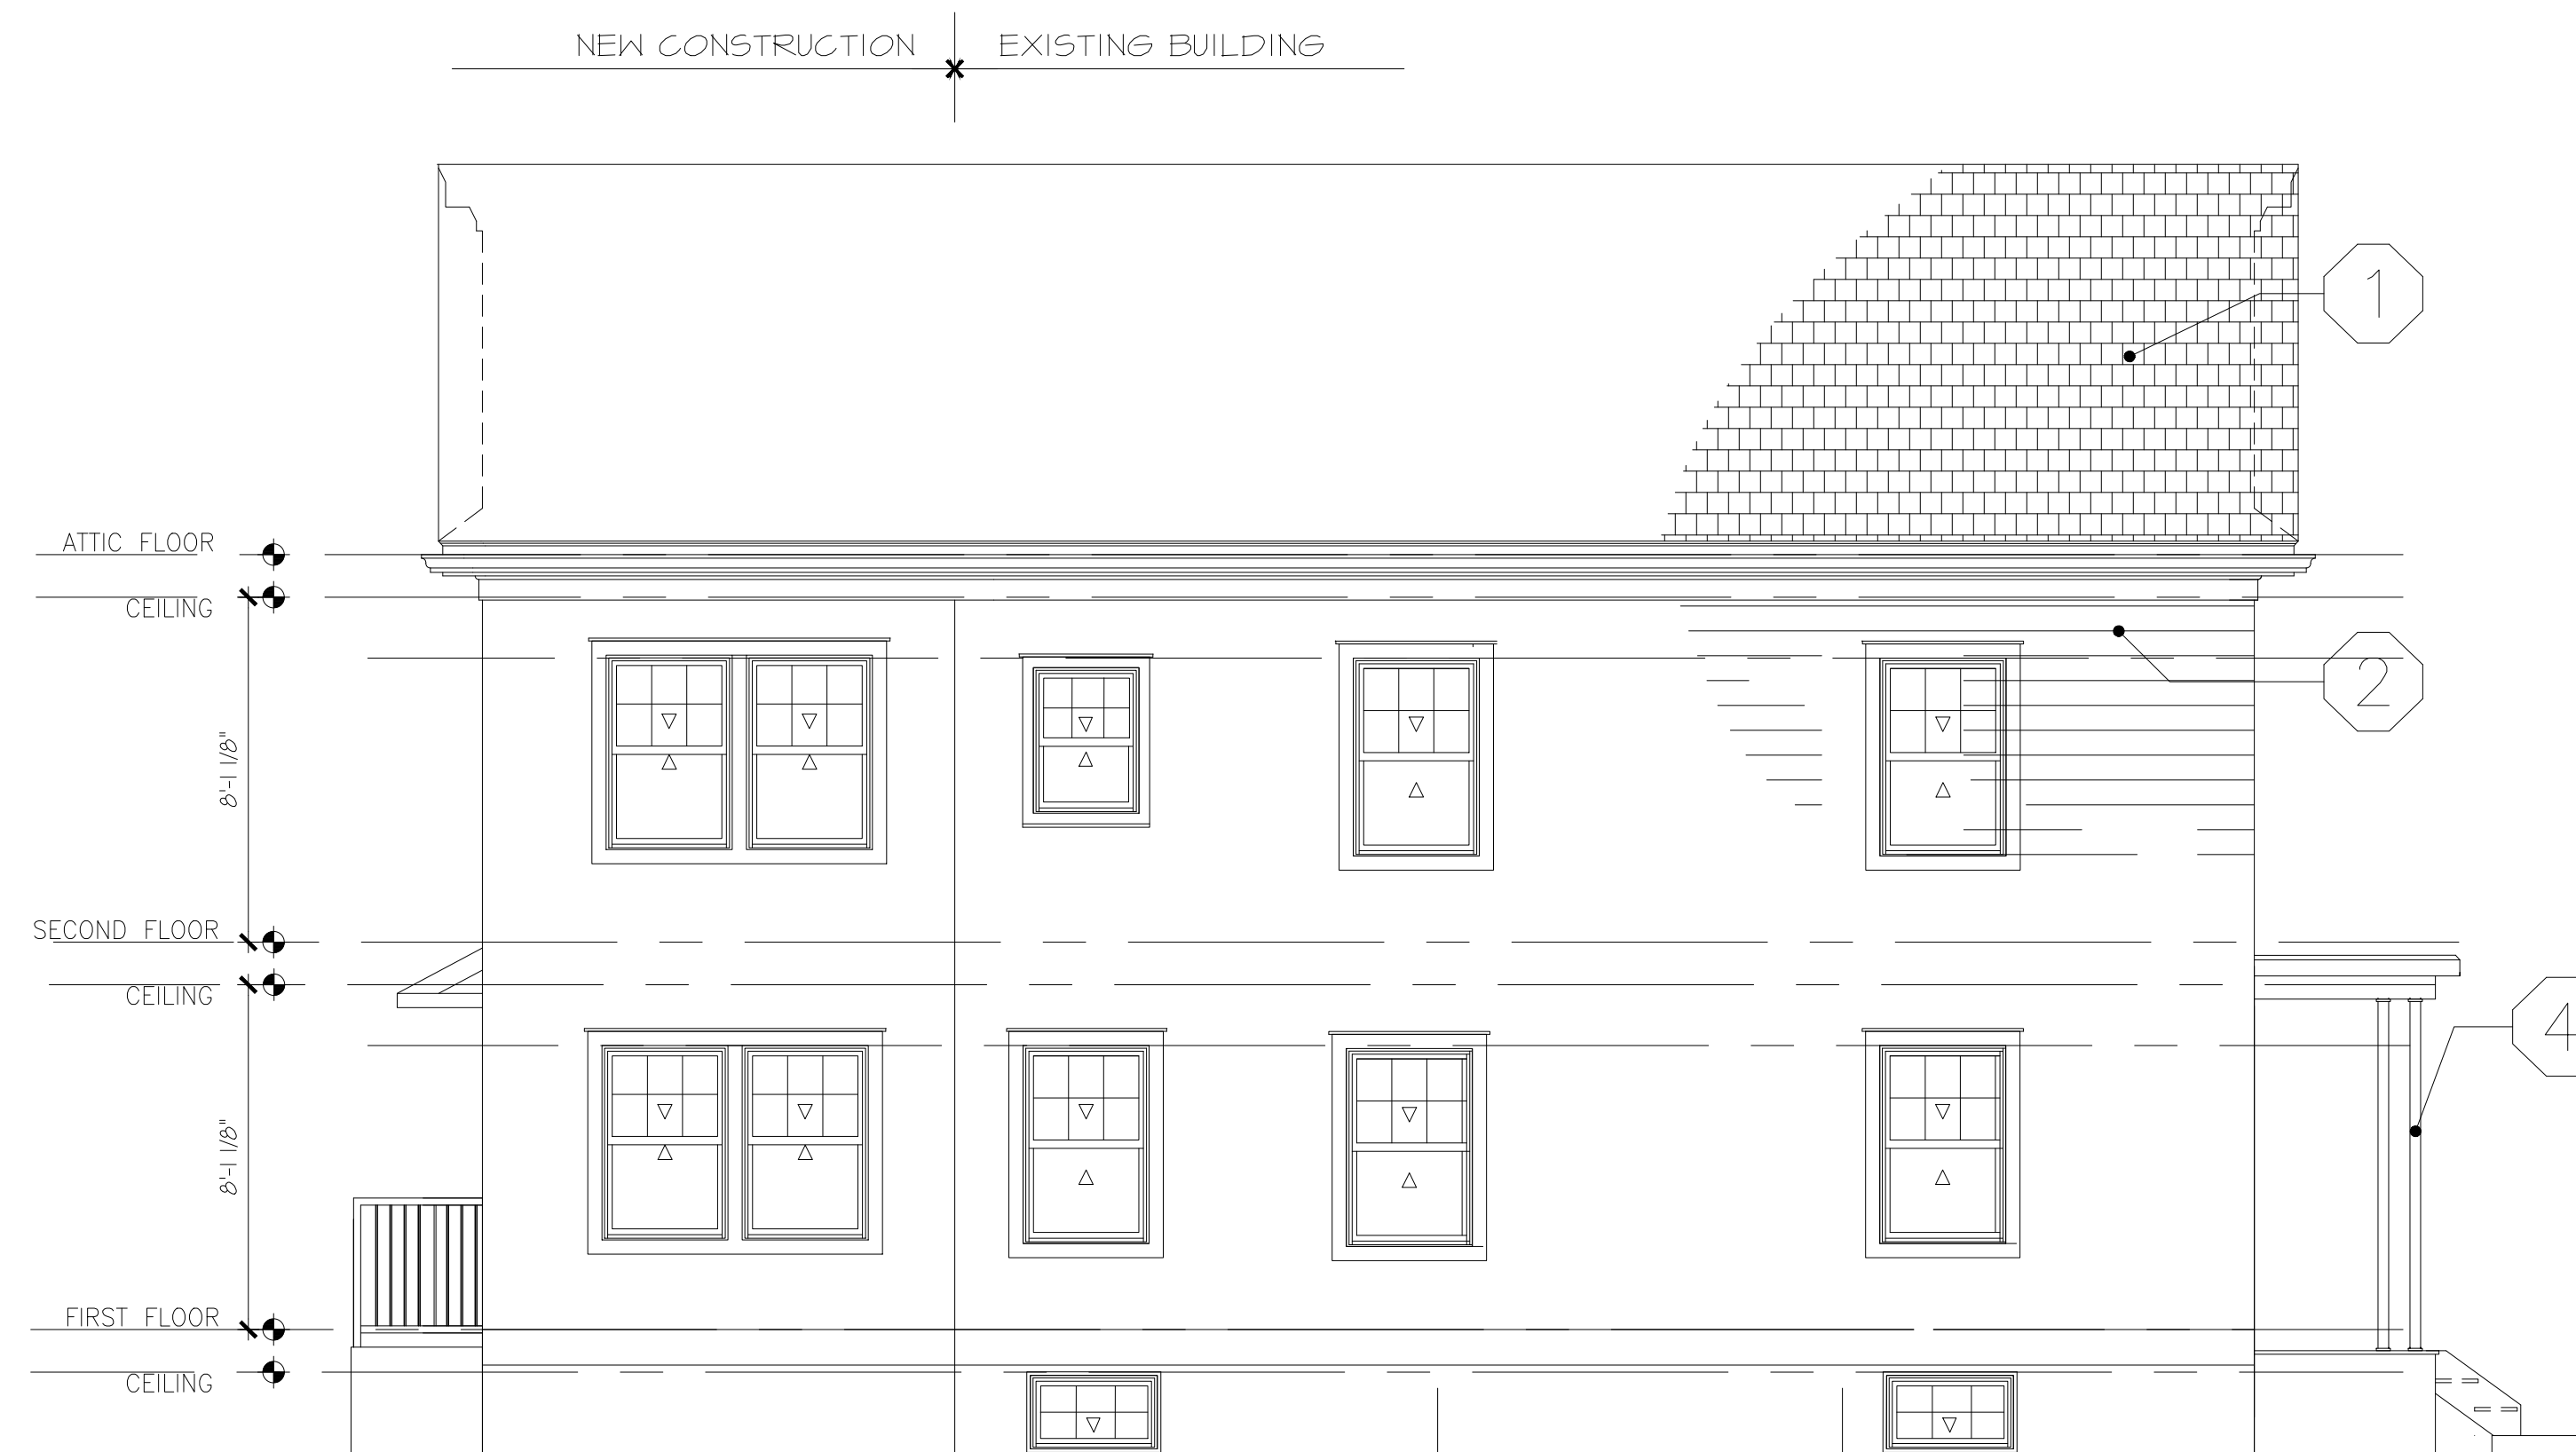 NEW CONSTRUCTION
EXISTING BUILDING
1
ATTIC FLOOR
CEILING
2
8'-1 1/8"
SECOND FLOOR
CEILING
4
8'-1 1/8"
FIRST FLOOR
CEILING